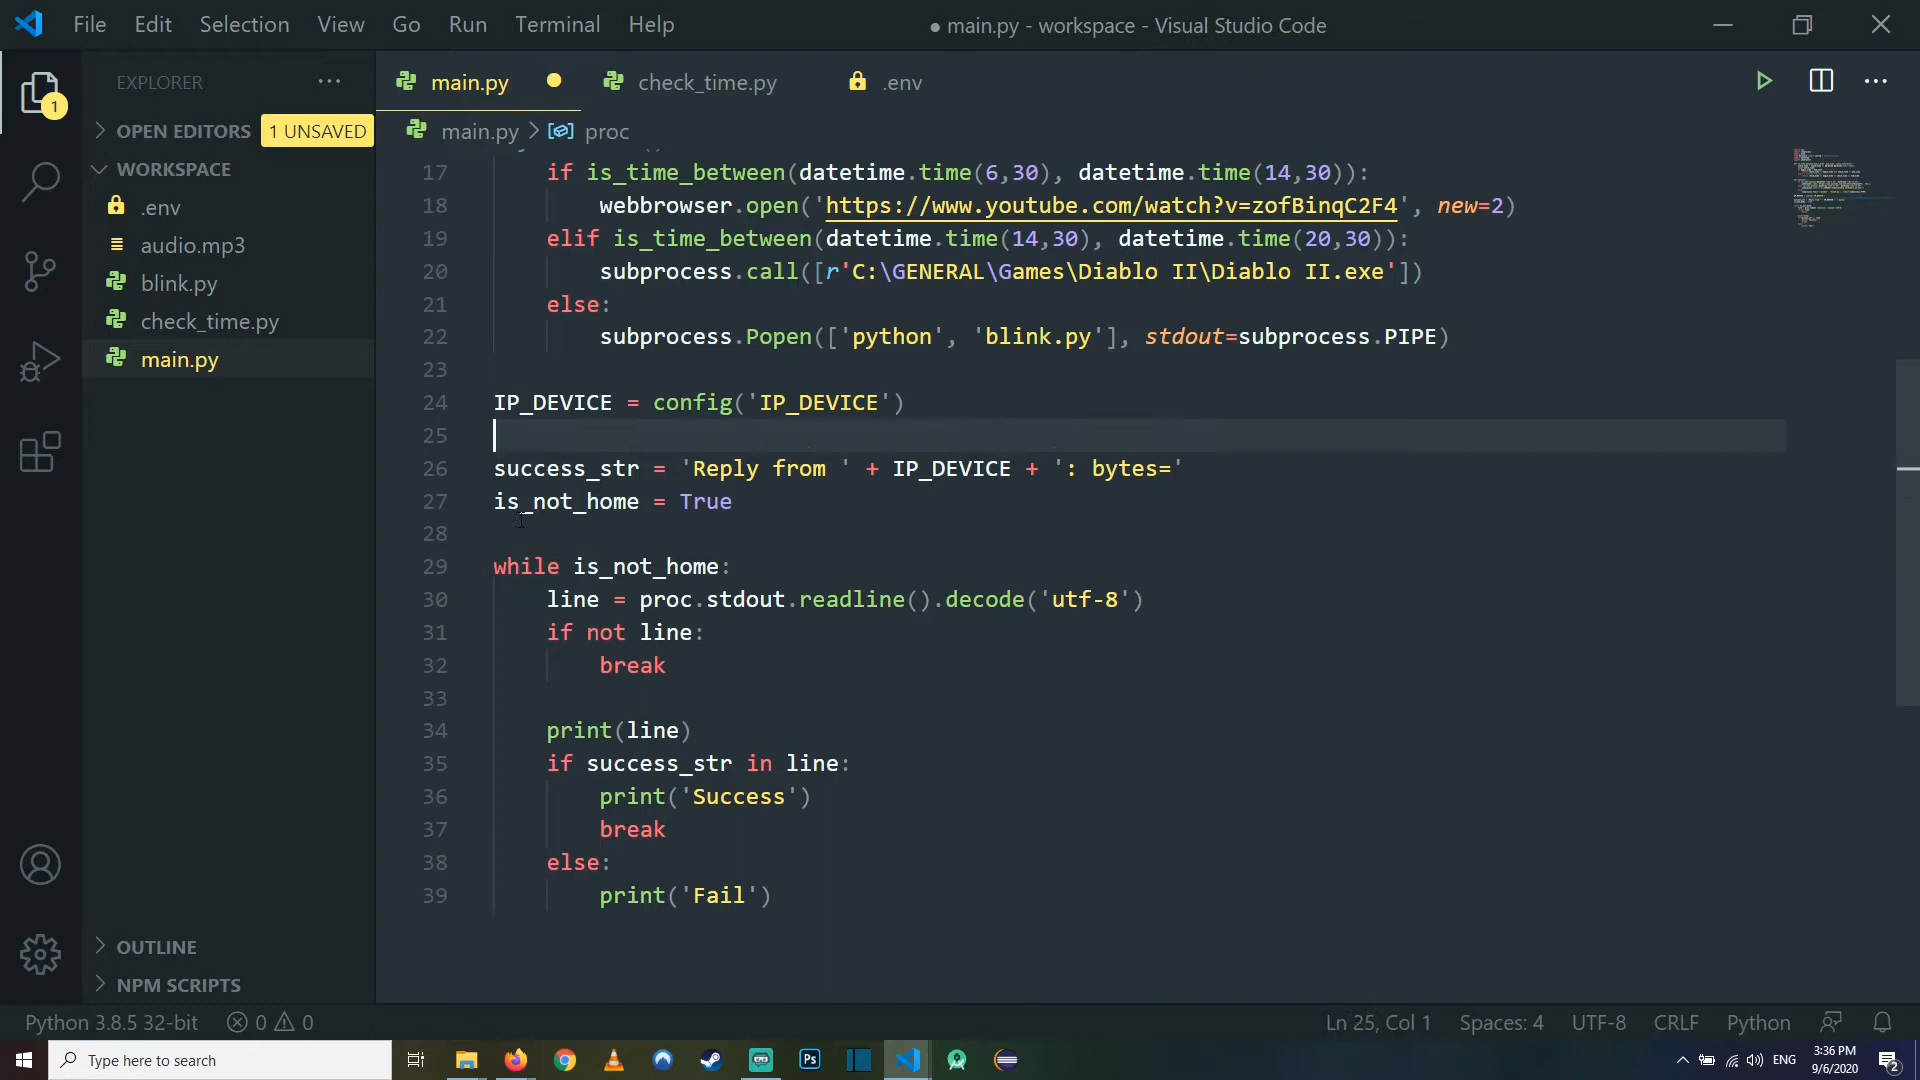 File Edit Selection View Go Run Terminal Help
● main.py - workspace - Visual Studio Code
EXPLORER ···
main.py check_time.py .env
OPEN EDITORS 1 UNSAVED
main.py > proc
WORKSPACE
.env
audio.mp3
blink.py
check_time.py
main.py
OUTLINE
NPM SCRIPTS
1
17 if is_time_between(datetime.time(6,30), datetime.time(14,30)):
18 webbrowser.open('https://www.youtube.com/watch?v=zofBinqC2F4', new=2)
19 elif is_time_between(datetime.time(14,30), datetime.time(20,30)):
20 subprocess.call([r'C:\GENERAL\Games\Diablo II\Diablo II.exe'])
21 else:
22 subprocess.Popen(['python', 'blink.py'], stdout=subprocess.PIPE)
23
24 IP_DEVICE = config('IP_DEVICE')
25
26 success_str = 'Reply from ' + IP_DEVICE + ': bytes='
27 is_not_home = True
28
29 while is_not_home:
30 line = proc.stdout.readline().decode('utf-8')
31 if not line:
32 break
33
34 print(line)
35 if success_str in line:
36 print('Success')
37 break
38 else:
39 print('Fail')
Python 3.8.5 32-bit 0 0
Ln 25, Col 1 Spaces: 4 UTF-8 CRLF Python
Type here to search
Ps
ENG
3:36 PM
9/6/2020
2